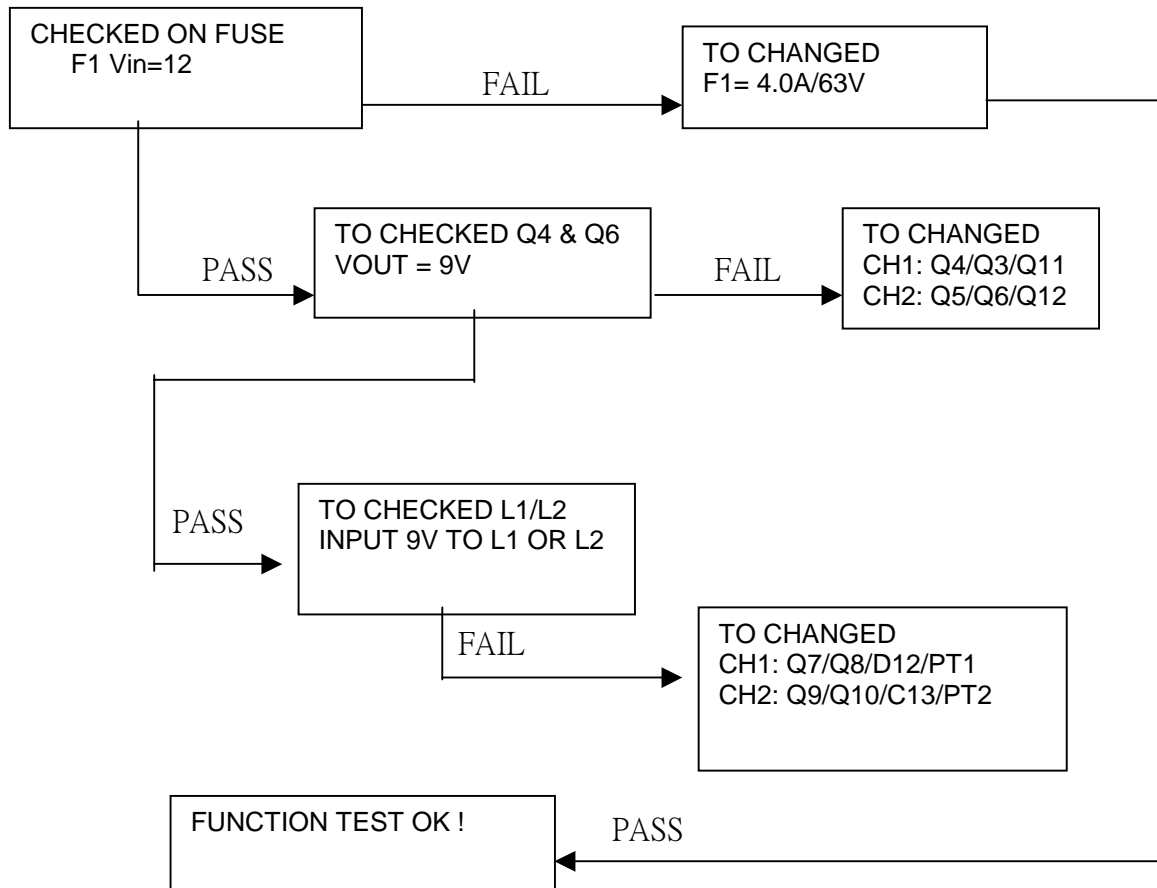 CHECKED ON FUSE
F1 Vin=12
FAIL
TO CHANGED
F1= 4.0A/63V
PASS
TO CHECKED Q4 & Q6
VOUT = 9V
FAIL
TO CHANGED
CH1: Q4/Q3/Q11
CH2: Q5/Q6/Q12
PASS
TO CHECKED L1/L2
INPUT 9V TO L1 OR L2
FAIL
TO CHANGED
CH1: Q7/Q8/D12/PT1
CH2: Q9/Q10/C13/PT2
FUNCTION TEST OK !
PASS